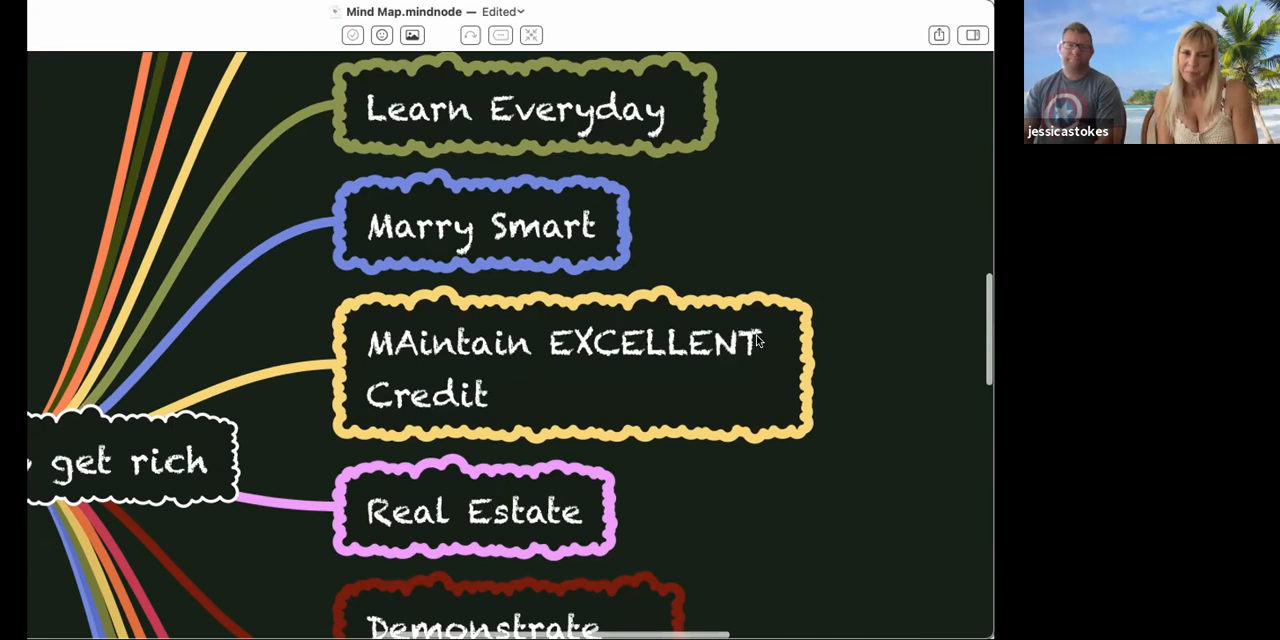 Mind Map.mindnode — Edited
Learn Everyday
Marry Smart
MAintain EXCELLENT
Credit
get rich
Real Estate
Demonstrate
jessicastokes